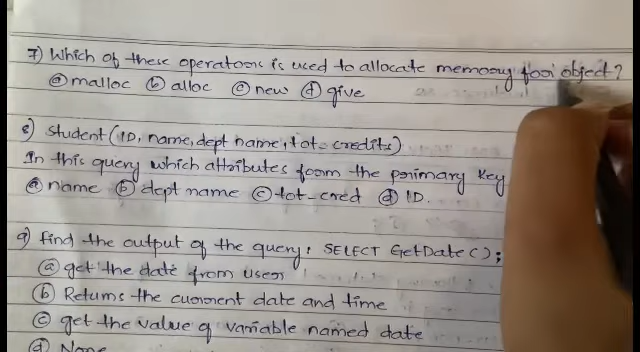 7) Which of these operators is used to allocate memory for object?
(a) malloc (b) alloc (c) new (d) give
8) Student(ID, name, dept name, tot-credits)
In this query which attributes form the primary key
(a) name (b) dept name (c) tot-cred (d) ID.
9) find the output of the query: SELECT GetDate();
(a) get the date from user
(b) Returns the current date and time
(c) get the value of variable named date
(d) None